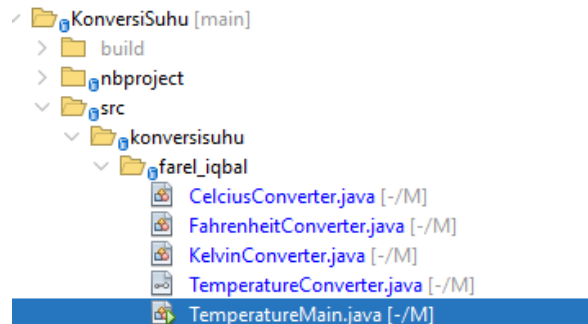 KonversiSuhu [main]
build
nbproject
src
konversisuhu
farel_iqbal
CelciusConverter.java [-/M]
FahrenheitConverter.java [-/M]
KelvinConverter.java [-/M]
TemperatureConverter.java [-/M]
TemperatureMain.java [-/M]